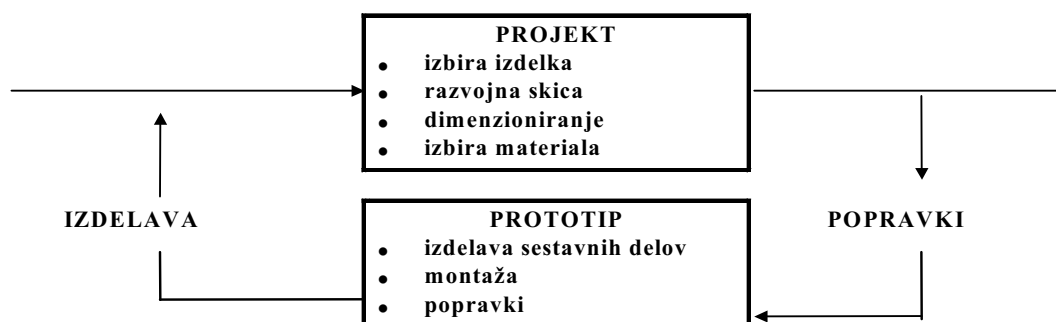 PROJEKT
• izbira izdelka
• razvojna skica
• dimenzioniranje
• izbira materiala
IZDELAVA
PROTOTIP
• izdelava sestavnih delov
• montaža
• popravki
POPRAVKI